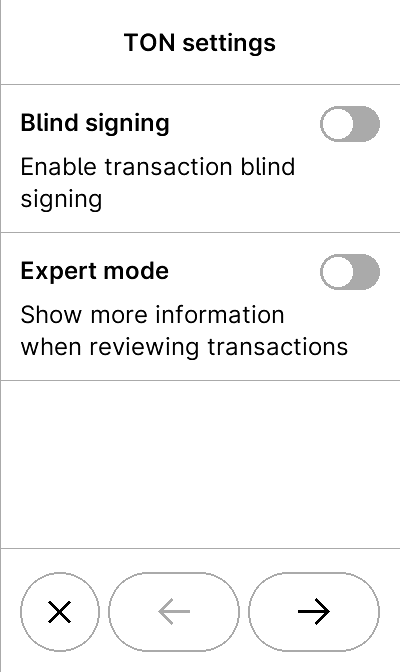 TON settings
Blind signing
Enable transaction blind
signing
Expert mode
Show more information
when reviewing transactions